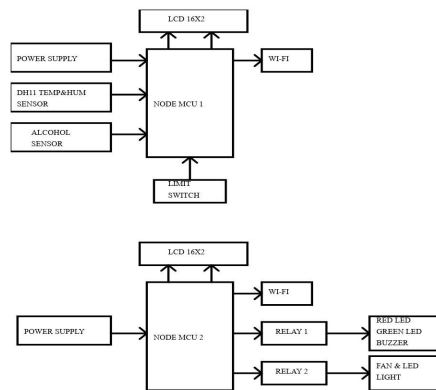 LCD 16X2
POWER SUPPLY
WI-FI
DH11 TEMP&HUM
SENSOR
NODE MCU 1
ALCOHOL
SENSOR
LIMIT
SWITCH
LCD 16X2
WI-FI
POWER SUPPLY
NODE MCU 2
RELAY 1
RED LED
GREEN LED
BUZZER
RELAY 2
FAN & LED
LIGHT